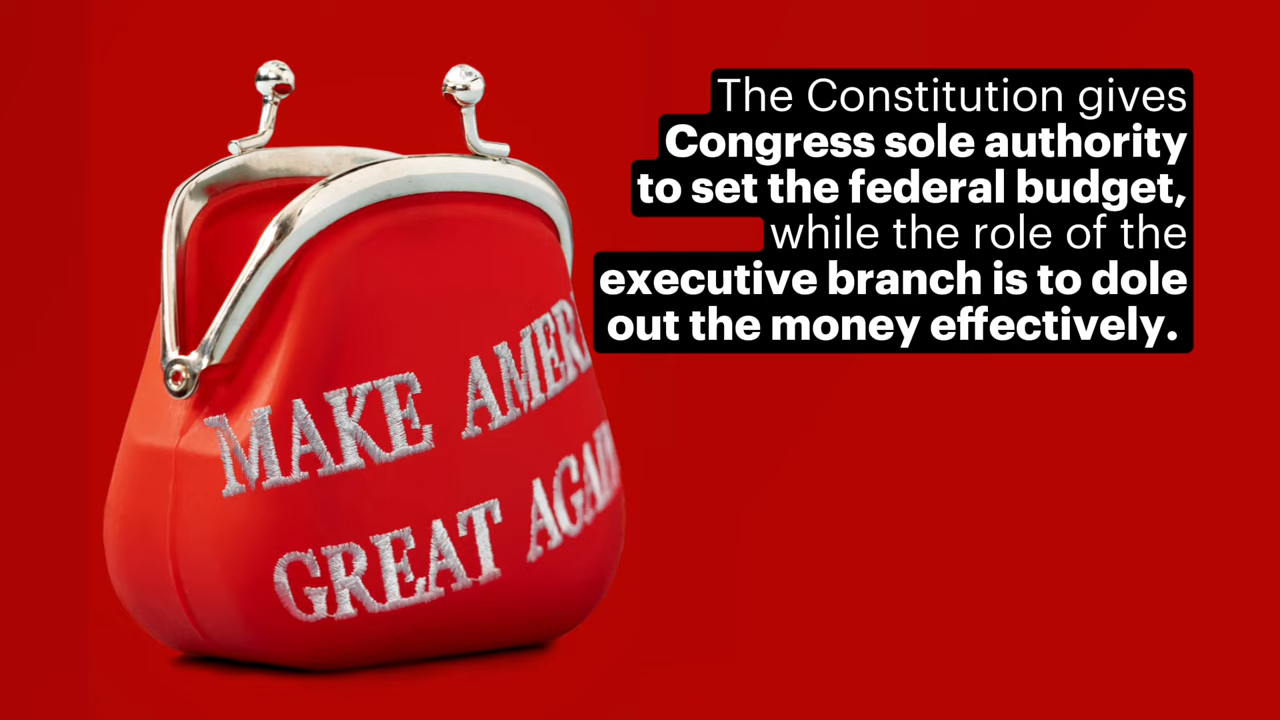 MAKE AMER
GREAT AGAIN
The Constitution gives
Congress sole authority
to set the federal budget,
while the role of the
executive branch is to dole
out the money effectively.